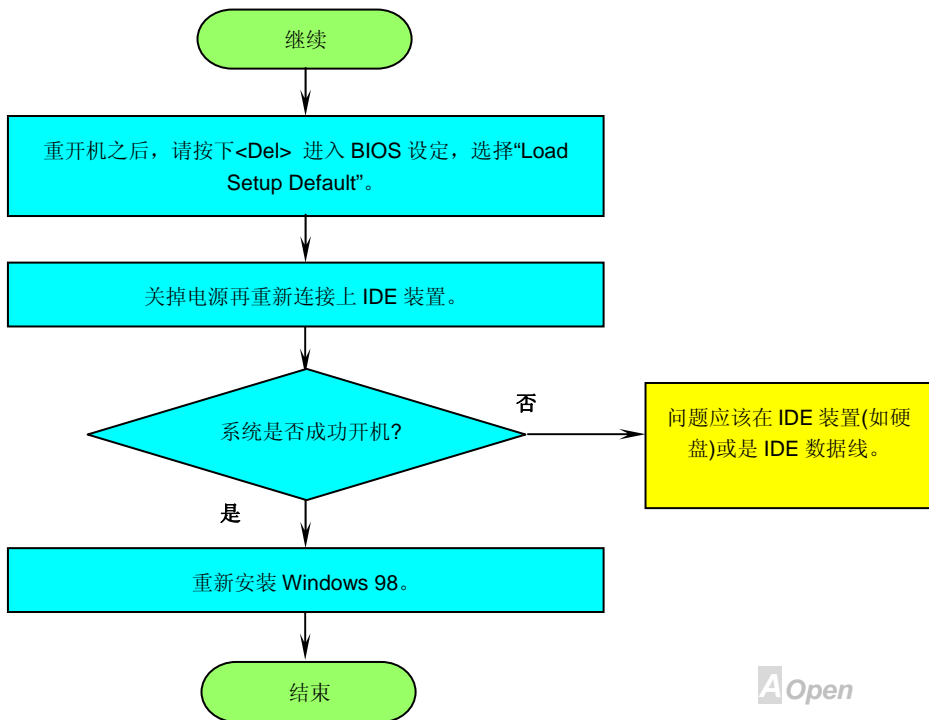 继续
重开机之后，请按下<Del> 进入 BIOS 设定，选择“Load
Setup Default”。
关掉电源再重新连接上 IDE 装置。
系统是否成功开机?
否
问题应该在 IDE 装置(如硬
盘)或是 IDE 数据线。
是
重新安装 Windows 98。
结束
AOpen